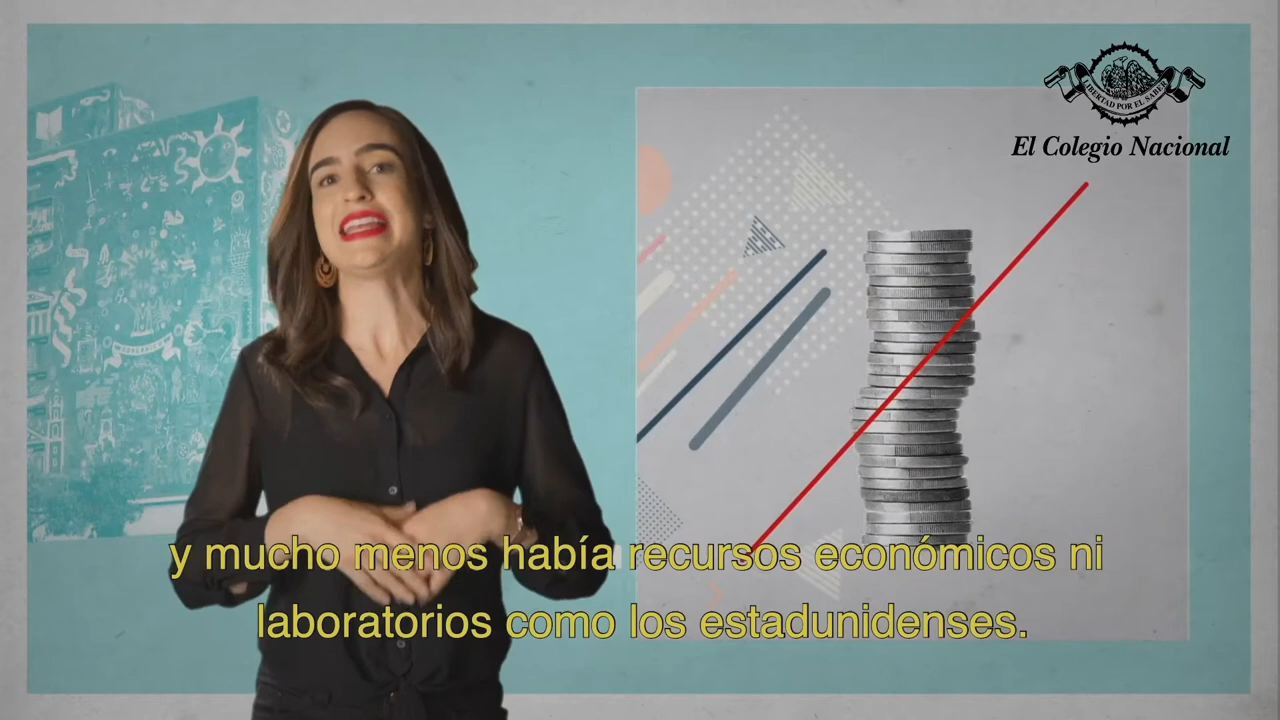 LIBERTAD POR EL SABER
El Colegio Nacional
y mucho menos había recursos económicos ni
laboratorios como los estadunidenses.